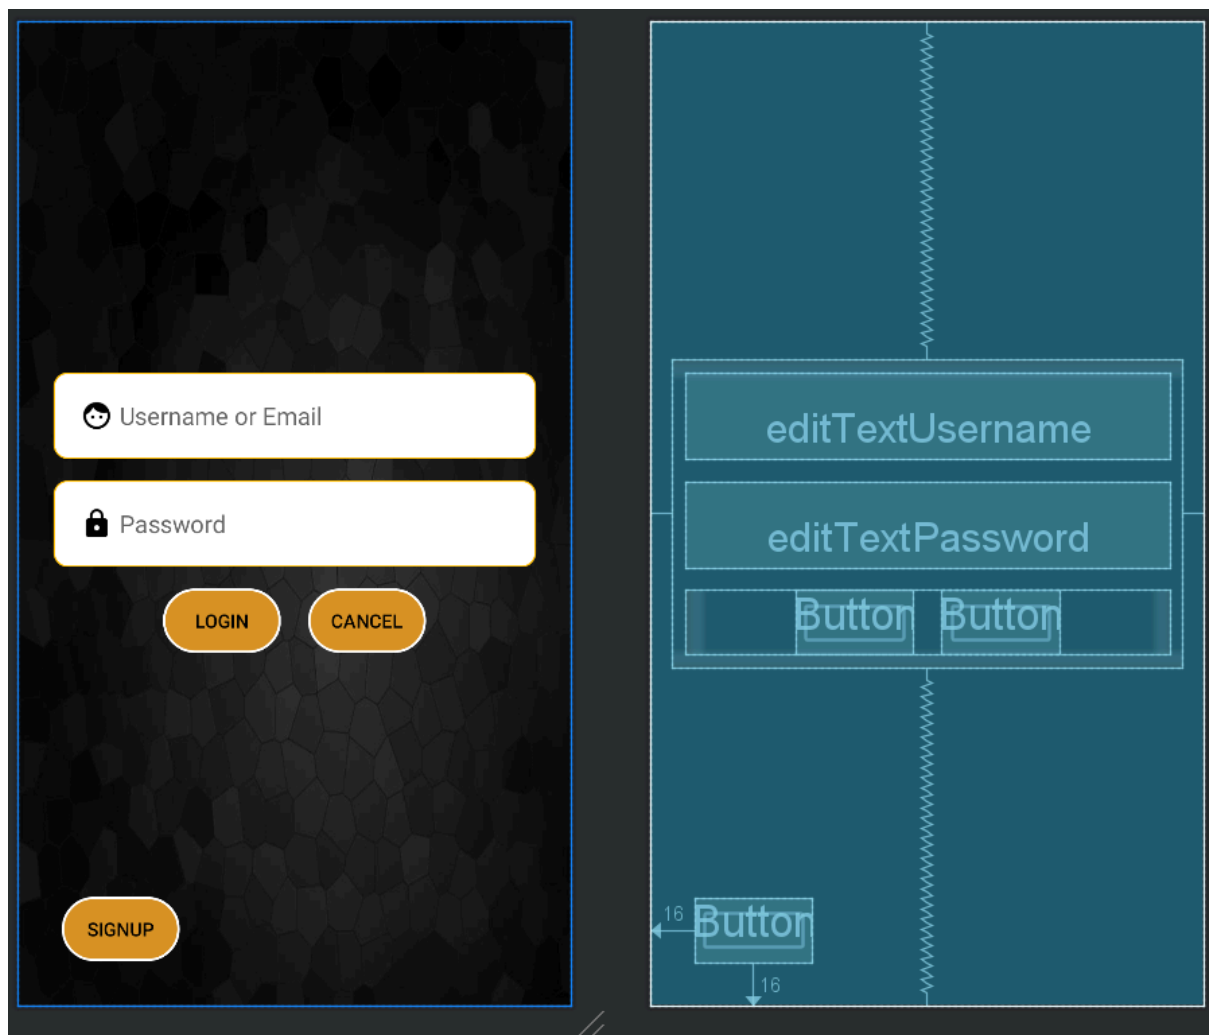 Username or Email
Password
LOGIN
CANCEL
SIGNUP
editTextUsername
editTextPassword
Button
Button
16
Button
16